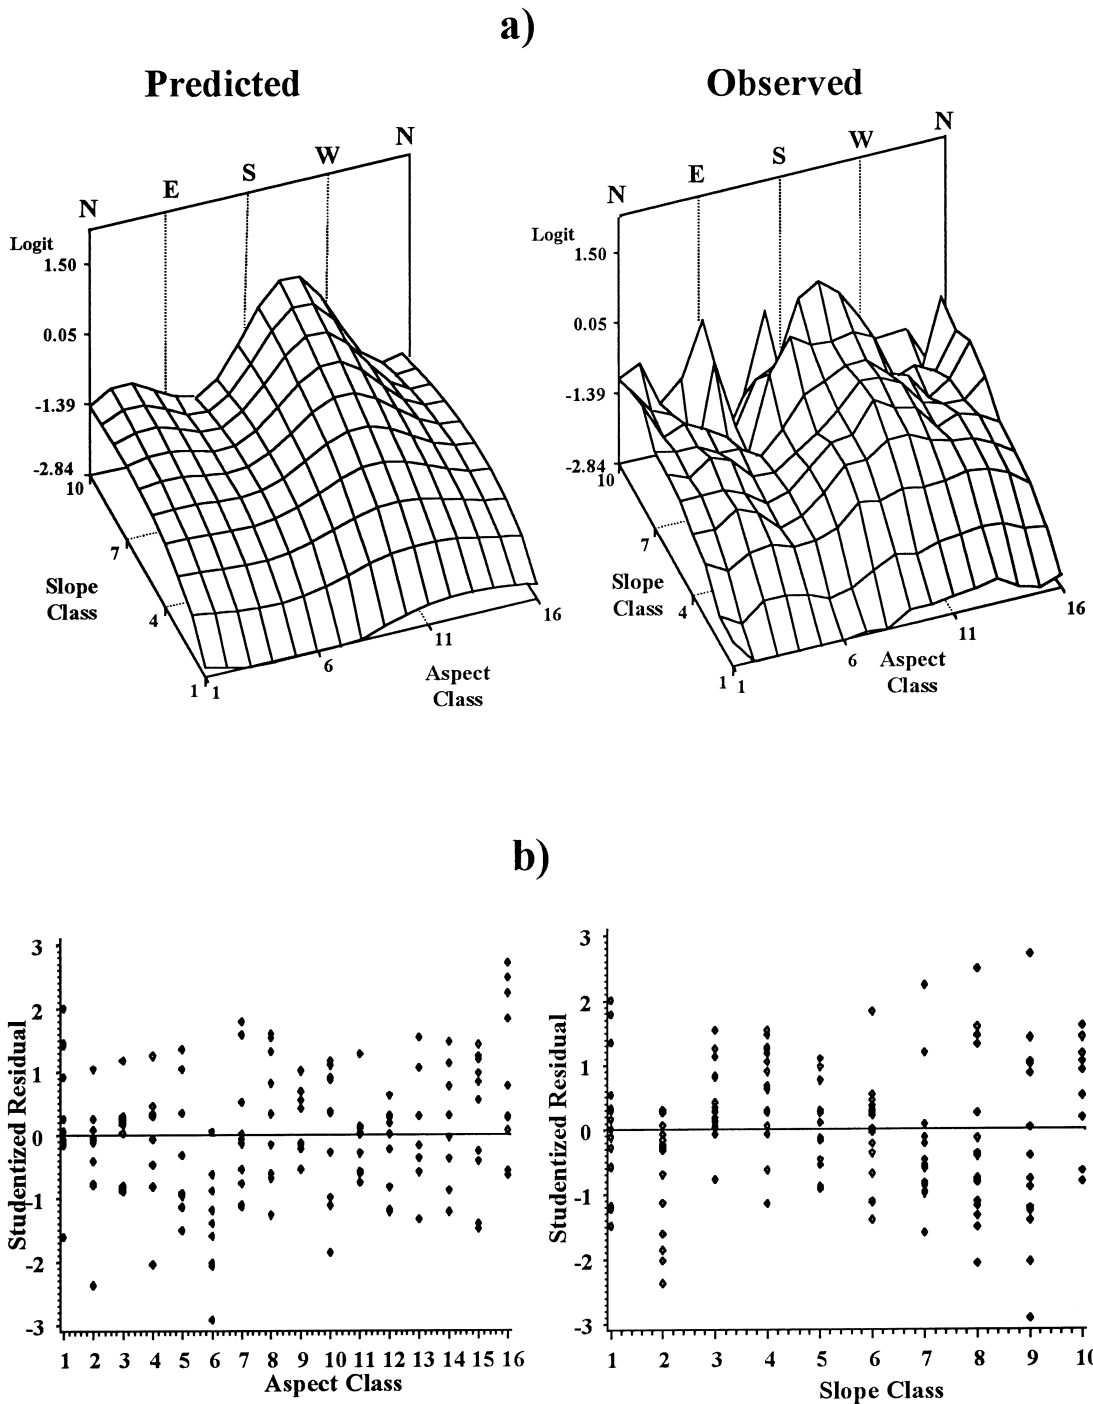 a)
Predicted
Observed
N
E
S
W
N
Logit
1.50
0.05
-1.39
-2.84
10
7
4
1
Slope
Class
1
6
11
16
Aspect
Class
N
E
S
W
N
Logit
1.50
0.05
-1.39
-2.84
10
7
4
1
Slope
Class
1
6
11
16
Aspect
Class
b)
Studentized Residual
3
2
1
0
-1
-2
-3
1 2 3 4 5 6 7 8 9 10 11 12 13 14 15 16
Aspect Class
Studentized Residual
3
2
1
0
-1
-2
-3
1 2 3 4 5 6 7 8 9 10
Slope Class